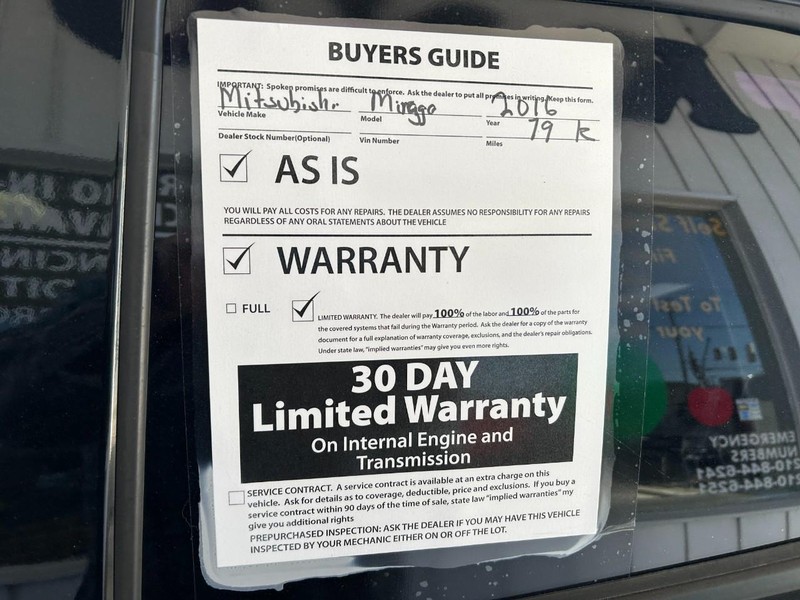 BUYERS GUIDE
IMPORTANT: Spoken promises are difficult to enforce. Ask the dealer to put all promises in writing. Keep this form.
Mitsubishi Mirage 2016
Vehicle Make Model Year
79 K
Dealer Stock Number(Optional) Vin Number Miles
AS IS
YOU WILL PAY ALL COSTS FOR ANY REPAIRS. THE DEALER ASSUMES NO RESPONSIBILITY FOR ANY REPAIRS
REGARDLESS OF ANY ORAL STATEMENTS ABOUT THE VEHICLE
WARRANTY
FULL LIMITED WARRANTY. The dealer will pay 100% of the labor and 100% of the parts for
the covered systems that fail during the Warranty period. Ask the dealer for a copy of the warranty
document for a full explanation of warranty coverage, exclusions, and the dealer's repair obligations.
Under state law, "implied warranties" may give you even more rights.
30 DAY
Limited Warranty
On Internal Engine and
Transmission
SERVICE CONTRACT. A service contract is available at an extra charge on this
vehicle. Ask for details as to coverage, deductible, price and exclusions. If you buy a
service contract within 90 days of the time of sale, state law "implied warranties" my
give you additional rights
PREPURCHASED INSPECTION: ASK THE DEALER IF YOU MAY HAVE THIS VEHICLE
INSPECTED BY YOUR MECHANIC EITHER ON OR OFF THE LOT.
EMERGENCY
NUMBERS
210-844-6241
210-844-6251